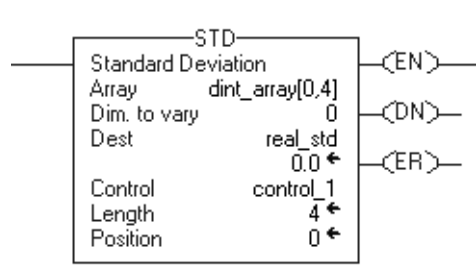 STD
Standard Deviation
Array dint_array[0,4]
Dim. to vary 0
Dest real_std
0.0
Control control_1
Length 4
Position 0
EN
DN
ER